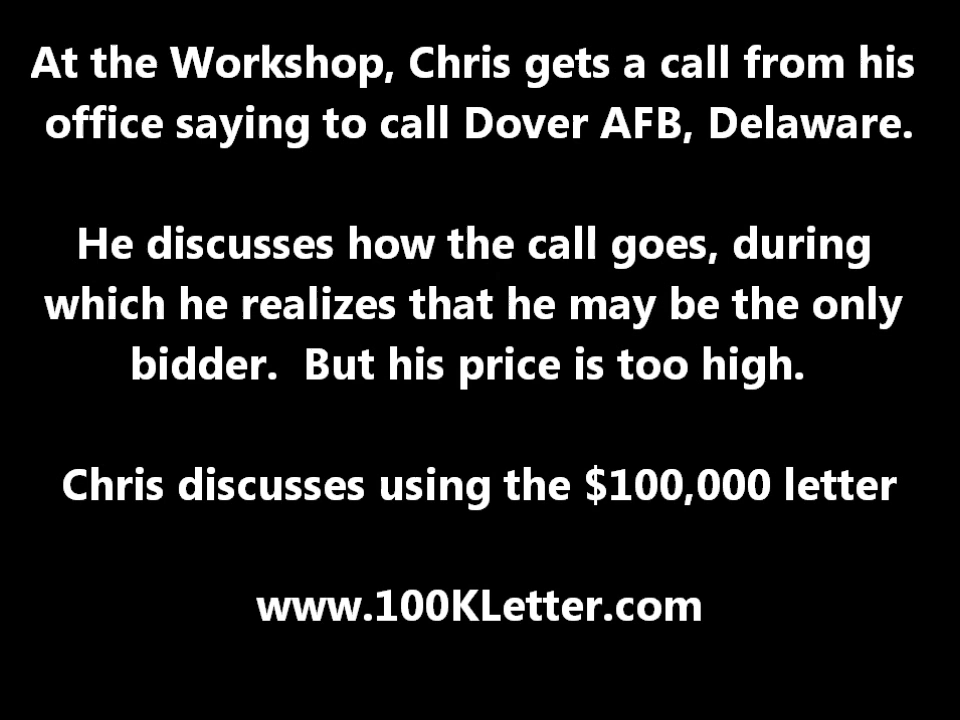 At the Workshop, Chris gets a call from his
office saying to call Dover AFB, Delaware.
He discusses how the call goes, during
which he realizes that he may be the only
bidder.  But his price is too high.
Chris discusses using the $100,000 letter
www.100KLetter.com